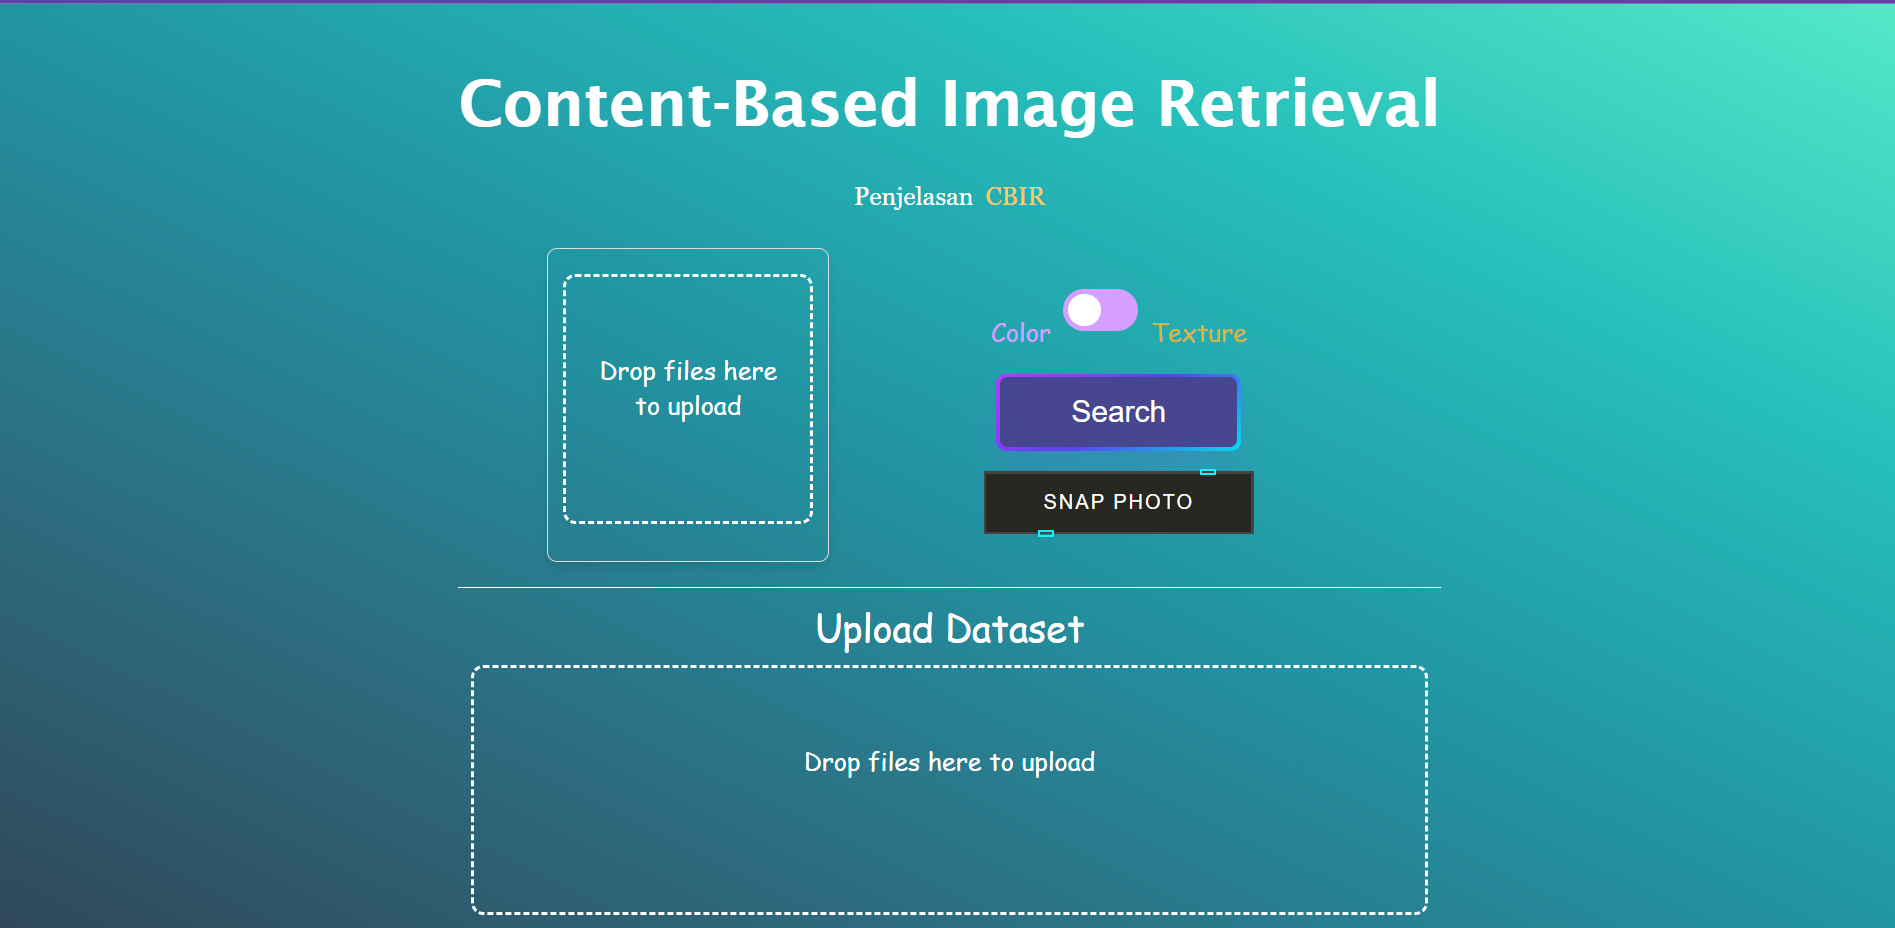 Content-Based Image Retrieval
Penjelasan CBIR
Drop files here
to upload
Color
Texture
Search
SNAP PHOTO
Upload Dataset
Drop files here to upload